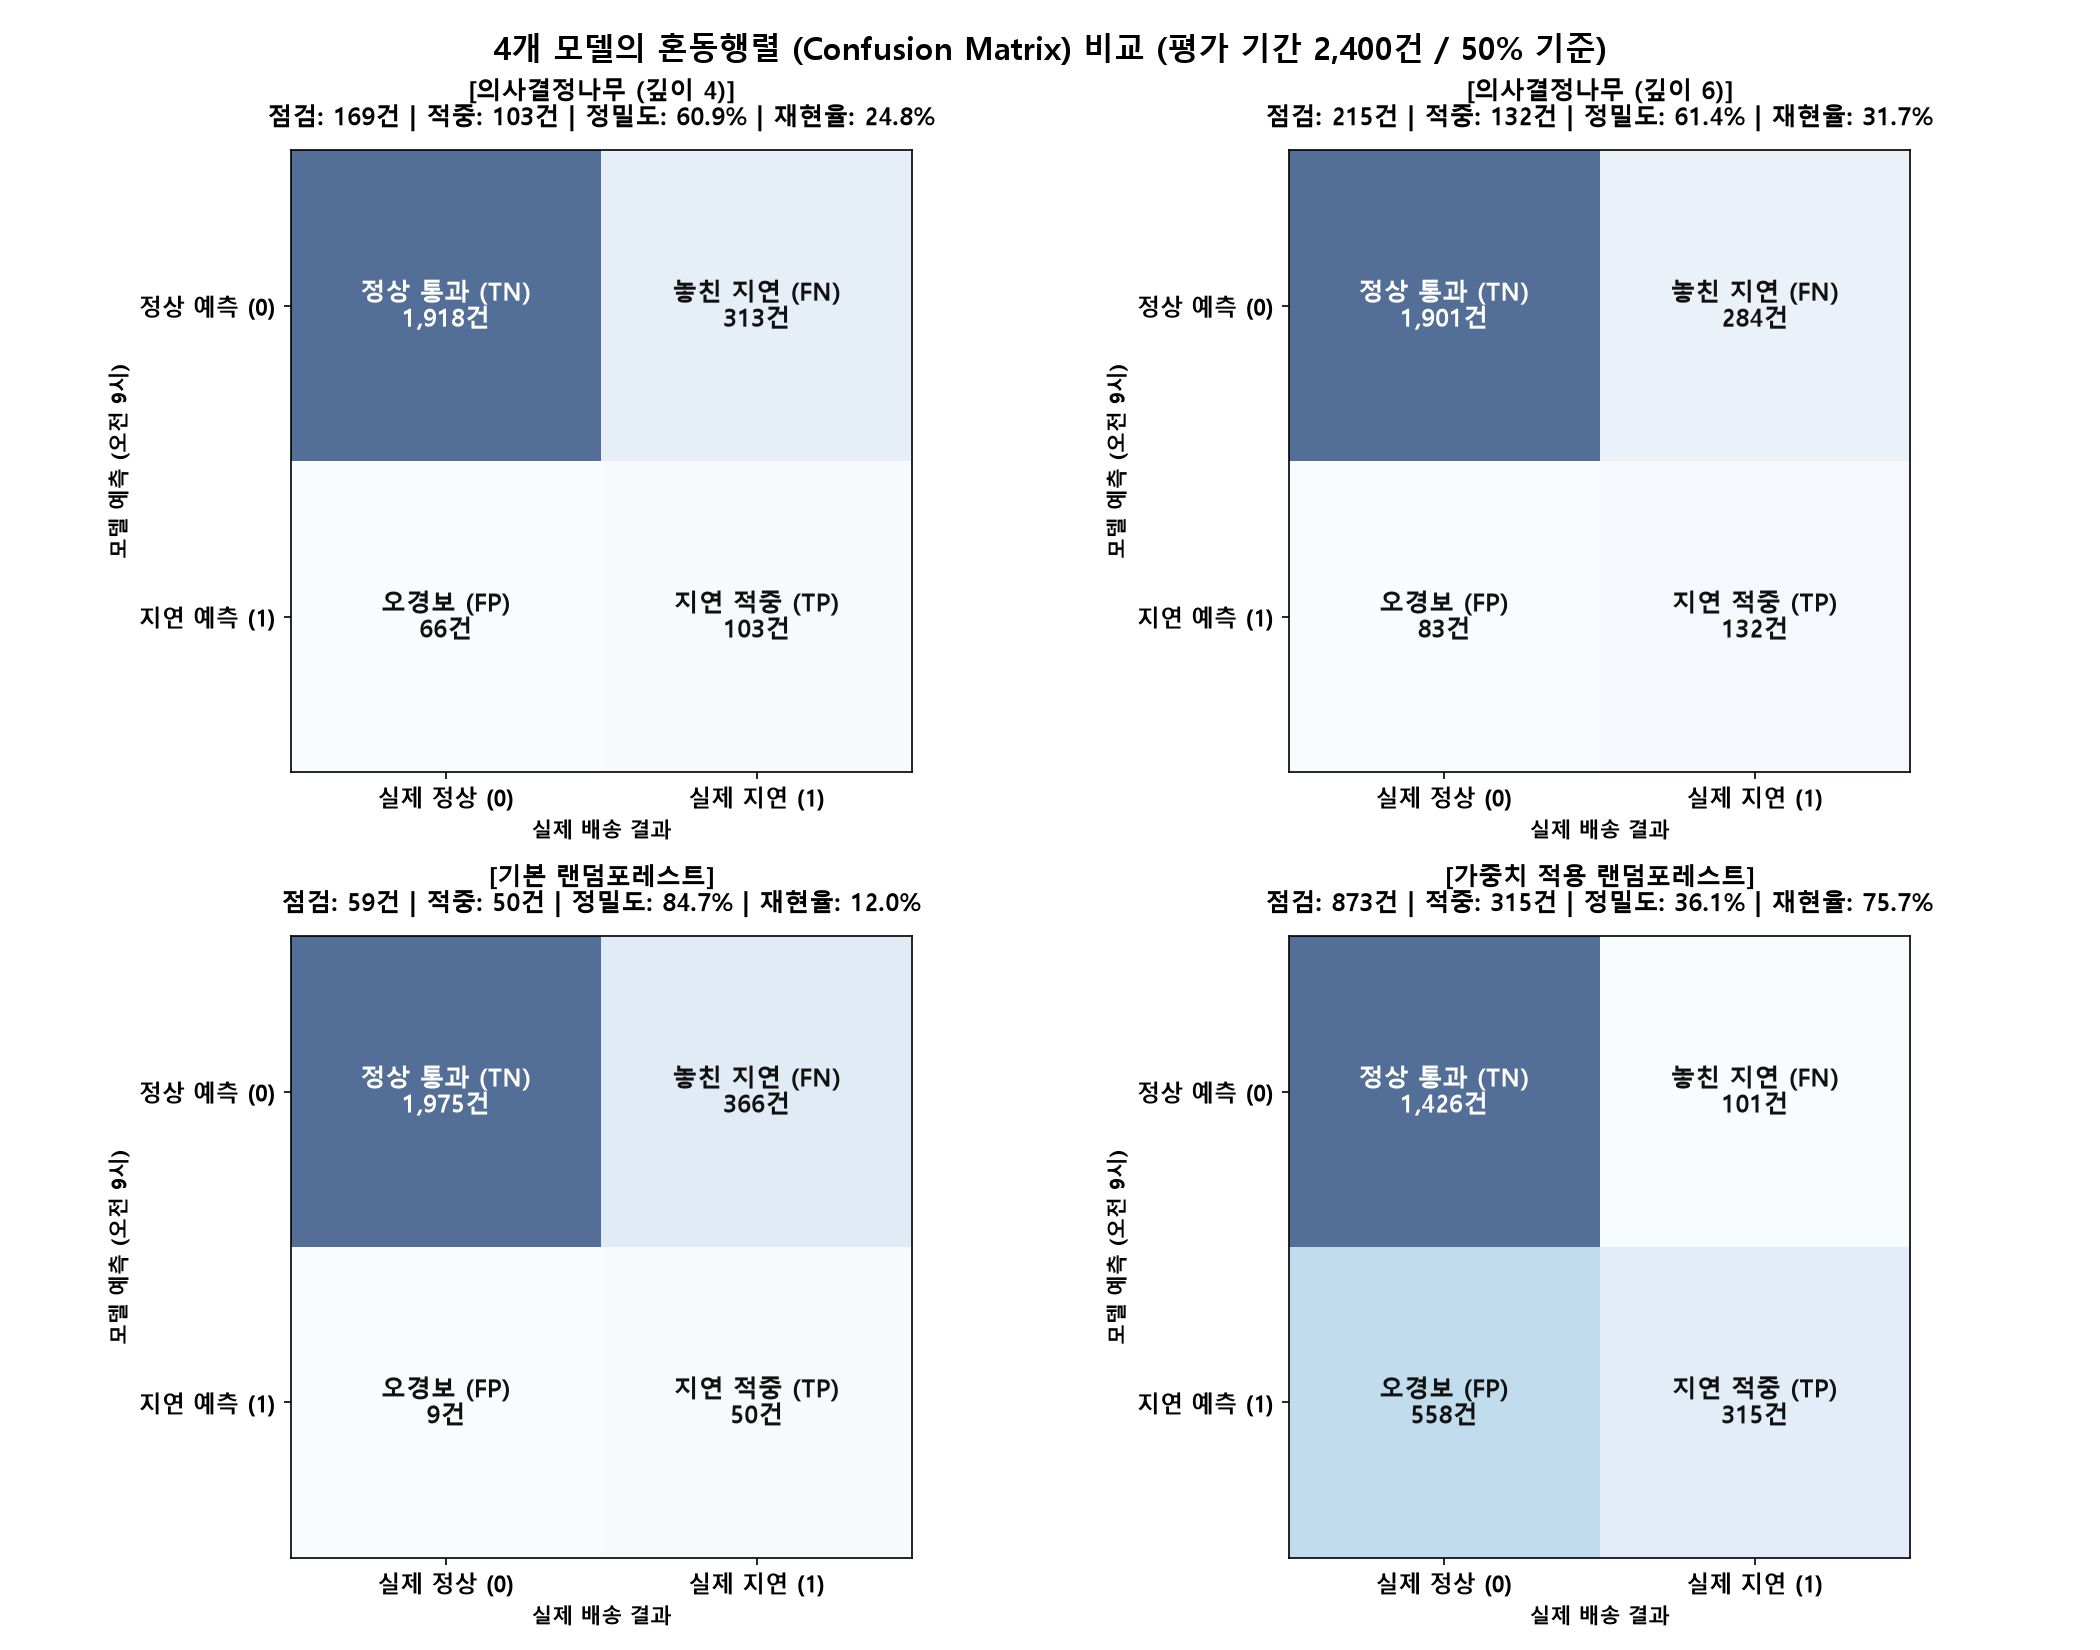 4개 모델의 혼동행렬 (Confusion Matrix) 비교 (평가 기간 2,400건 / 50% 기준)
[의사결정나무 (깊이 4)]
점검: 169건 | 적중: 103건 | 정밀도: 60.9% | 재현율: 24.8%
모델 예측 (오전 9시)
정상 예측 (0)
지연 예측 (1)
정상 통과 (TN)
1,918건
놓친 지연 (FN)
313건
오경보 (FP)
66건
지연 적중 (TP)
103건
실제 정상 (0)
실제 지연 (1)
실제 배송 결과
[의사결정나무 (깊이 6)]
점검: 215건 | 적중: 132건 | 정밀도: 61.4% | 재현율: 31.7%
모델 예측 (오전 9시)
정상 예측 (0)
지연 예측 (1)
정상 통과 (TN)
1,901건
놓친 지연 (FN)
284건
오경보 (FP)
83건
지연 적중 (TP)
132건
실제 정상 (0)
실제 지연 (1)
실제 배송 결과
[기본 랜덤포레스트]
점검: 59건 | 적중: 50건 | 정밀도: 84.7% | 재현율: 12.0%
모델 예측 (오전 9시)
정상 예측 (0)
지연 예측 (1)
정상 통과 (TN)
1,975건
놓친 지연 (FN)
366건
오경보 (FP)
9건
지연 적중 (TP)
50건
실제 정상 (0)
실제 지연 (1)
실제 배송 결과
[가중치 적용 랜덤포레스트]
점검: 873건 | 적중: 315건 | 정밀도: 36.1% | 재현율: 75.7%
모델 예측 (오전 9시)
정상 예측 (0)
지연 예측 (1)
정상 통과 (TN)
1,426건
놓친 지연 (FN)
101건
오경보 (FP)
558건
지연 적중 (TP)
315건
실제 정상 (0)
실제 지연 (1)
실제 배송 결과